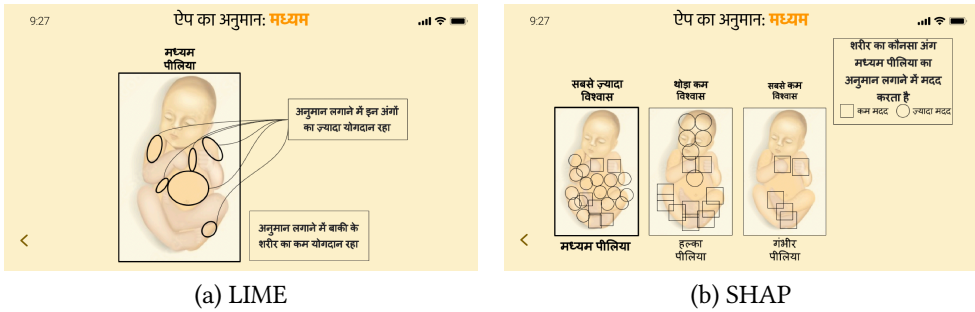 9:27
ऐप का अनुमान: मध्यम
मध्यम
पीलिया
अनुमान लगाने में इन अंगों
का ज़्यादा योगदान रहा
अनुमान लगाने में बाकी के
शरीर का कम योगदान रहा
(a) LIME
9:27
ऐप का अनुमान: मध्यम
शरीर का कौनसा अंग
मध्यम पीलिया का
अनुमान लगाने में मदद
करता है
कम मदद
ज़्यादा मदद
सबसे ज़्यादा
विश्वास
थोड़ा कम
विश्वास
सबसे कम
विश्वास
मध्यम पीलिया
हल्का
पीलिया
गंभीर
पीलिया
(b) SHAP